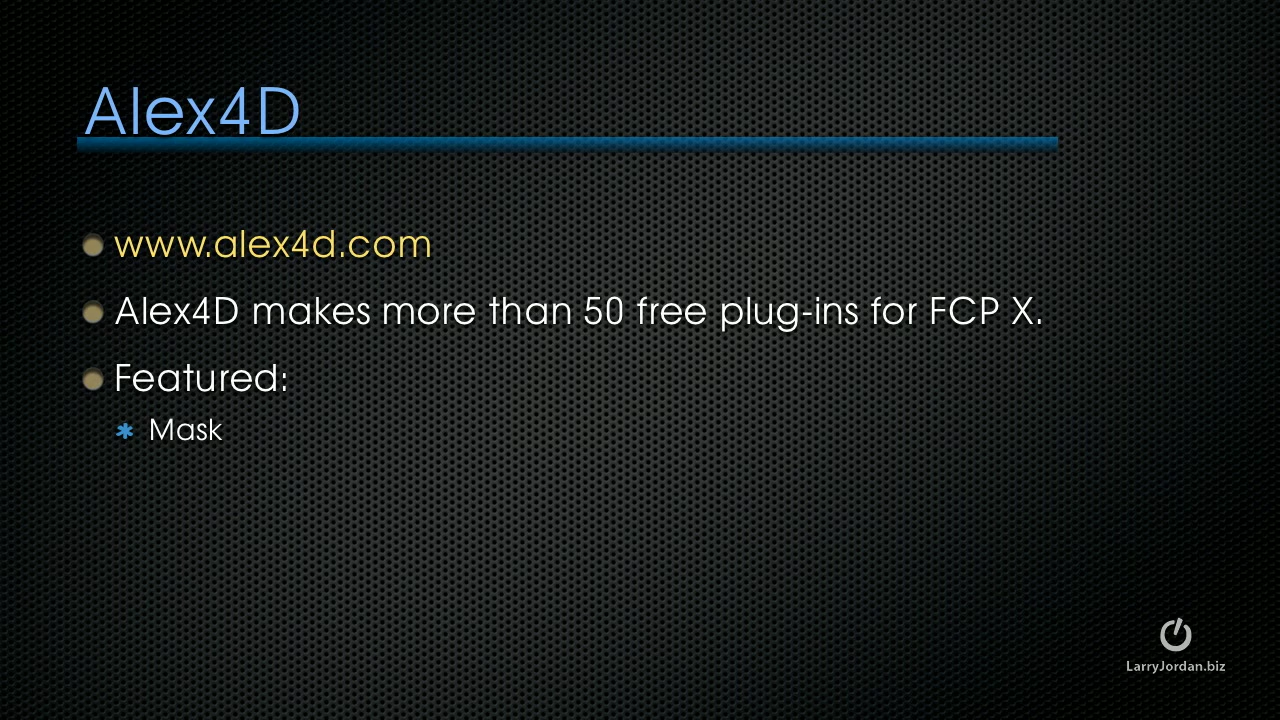 Alex4D
www.alex4d.com
Alex4D makes more than 50 free plug-ins for FCP X.
Featured:
Mask
LarryJordan.biz